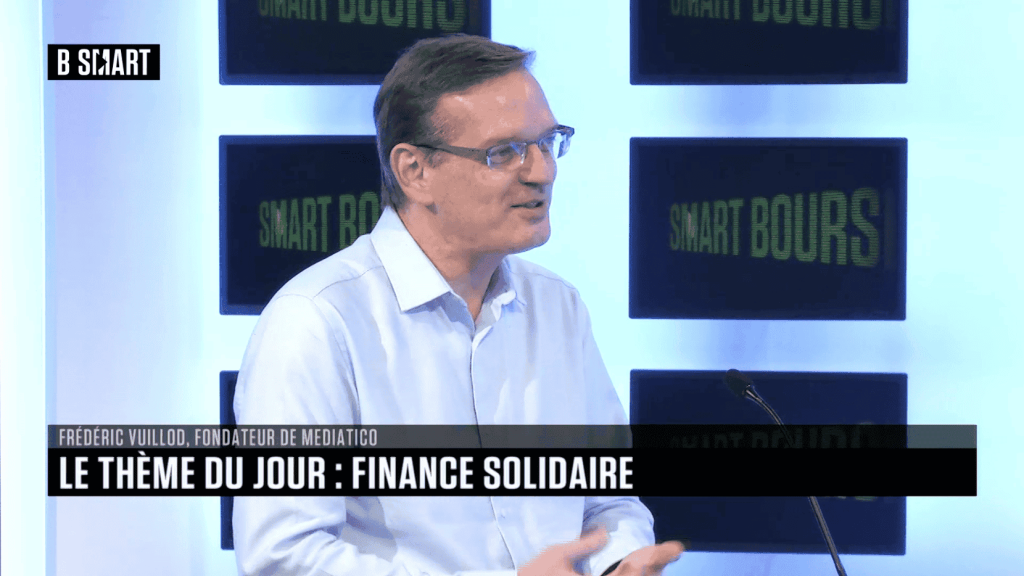 SMART BOURS
SMART BOURS
B SMART
SMART BO
SMART BOURS
FRÉDÉRIC VUILLOD, FONDATEUR DE MEDIATICO
LE THÈME DU JOUR : FINANCE SOLIDAIRE